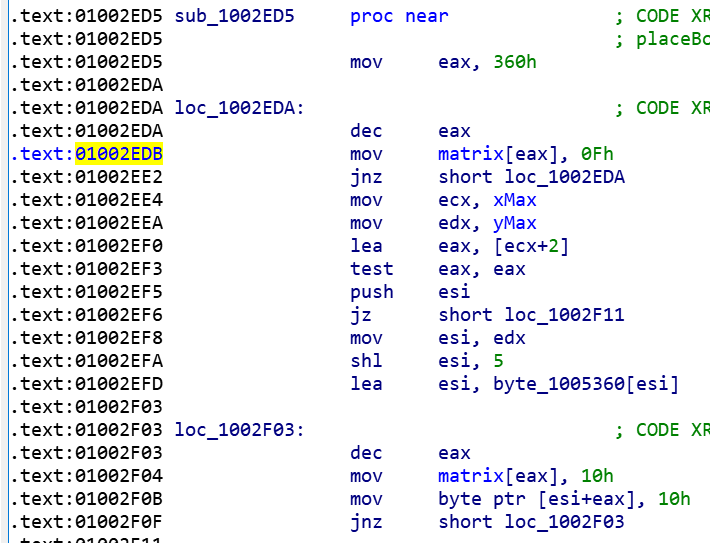 .text:01002ED5 sub_1002ED5 proc near ; CODE XR
.text:01002ED5 ; placeBo
.text:01002ED5 mov eax, 360h
.text:01002EDA
.text:01002EDA loc_1002EDA: ; CODE XR
.text:01002EDA dec eax
.text:01002EDB mov matrix[eax], 0Fh
.text:01002EE2 jnz short loc_1002EDA
.text:01002EE4 mov ecx, xMax
.text:01002EEA mov edx, yMax
.text:01002EF0 lea eax, [ecx+2]
.text:01002EF3 test eax, eax
.text:01002EF5 push esi
.text:01002EF6 jz short loc_1002F11
.text:01002EF8 mov esi, edx
.text:01002EFA shl esi, 5
.text:01002EFD lea esi, byte_1005360[esi]
.text:01002F03
.text:01002F03 loc_1002F03: ; CODE XR
.text:01002F03 dec eax
.text:01002F04 mov matrix[eax], 10h
.text:01002F0B mov byte ptr [esi+eax], 10h
.text:01002F0F jnz short loc_1002F03
.text:01002F11